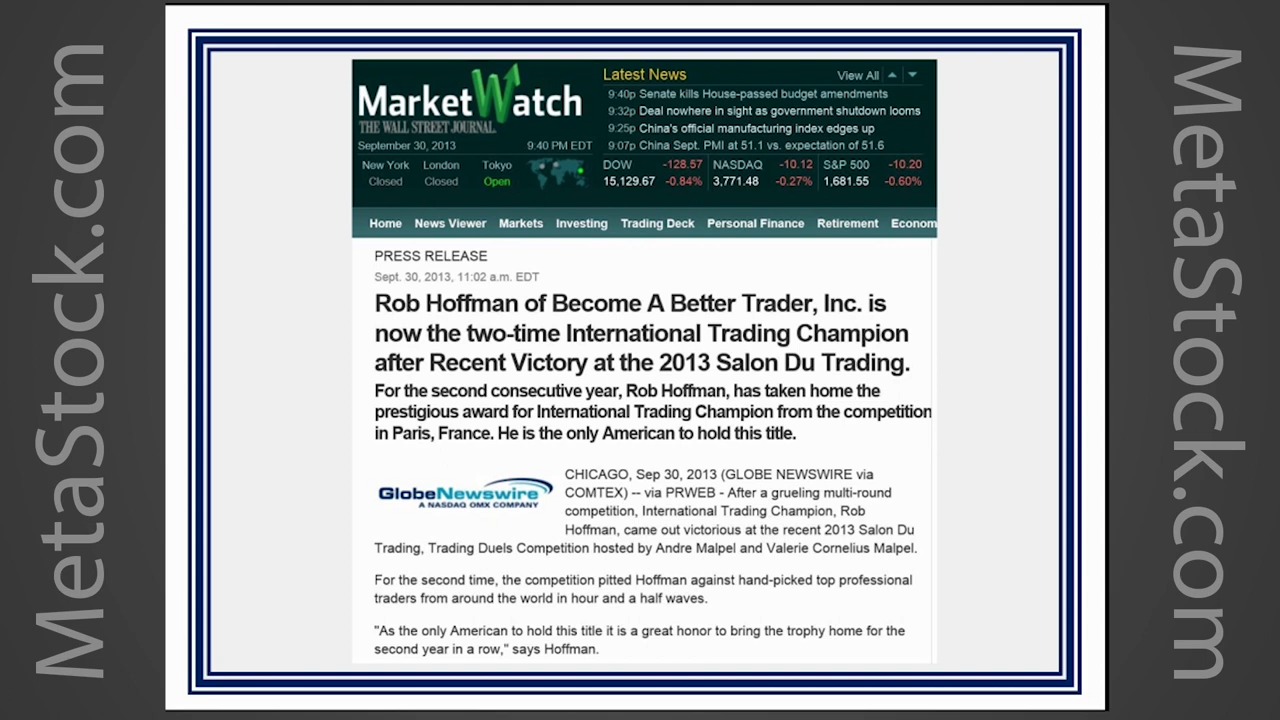 MetaStock.com
MarketWatch
THE WALL STREET JOURNAL.
September 30, 2013 9:40 PM EDT
New York London Tokyo
Closed Closed Open
Latest News View All
9:40p Senate kills House-passed budget amendments
9:32p Deal nowhere in sight as government shutdown looms
9:25p China's official manufacturing index edges up
9:07p China Sept. PMI at 51.1 vs. expectation of 51.6
DOW -128.57 NASDAQ -10.12 S&P 500 -10.20
15,129.67 -0.84% 3,771.48 -0.27% 1,681.55 -0.60%
Home News Viewer Markets Investing Trading Deck Personal Finance Retirement Econom
PRESS RELEASE
Sept. 30, 2013, 11:02 a.m. EDT
Rob Hoffman of Become A Better Trader, Inc. is
now the two-time International Trading Champion
after Recent Victory at the 2013 Salon Du Trading.
For the second consecutive year, Rob Hoffman, has taken home the
prestigious award for International Trading Champion from the competition
in Paris, France. He is the only American to hold this title.
GlobeNewswire
A NASDAQ OMX COMPANY
CHICAGO, Sep 30, 2013 (GLOBE NEWSWIRE via
COMTEX) -- via PRWEB - After a grueling multi-round
competition, International Trading Champion, Rob
Hoffman, came out victorious at the recent 2013 Salon Du
Trading, Trading Duels Competition hosted by Andre Malpel and Valerie Cornelius Malpel.
For the second time, the competition pitted Hoffman against hand-picked top professional
traders from around the world in hour and a half waves.
"As the only American to hold this title it is a great honor to bring the trophy home for the
second year in a row," says Hoffman.
MetaStock.com